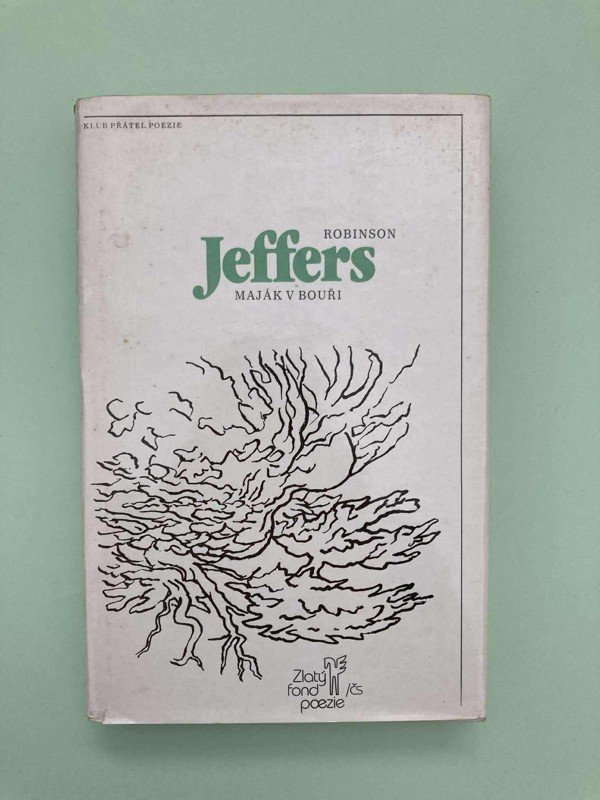 KLUB PŘÁTEL POEZIE
ROBINSON
Jeffers
MAJÁK V BOUŘI
Zlatý
fond /čs
poezie